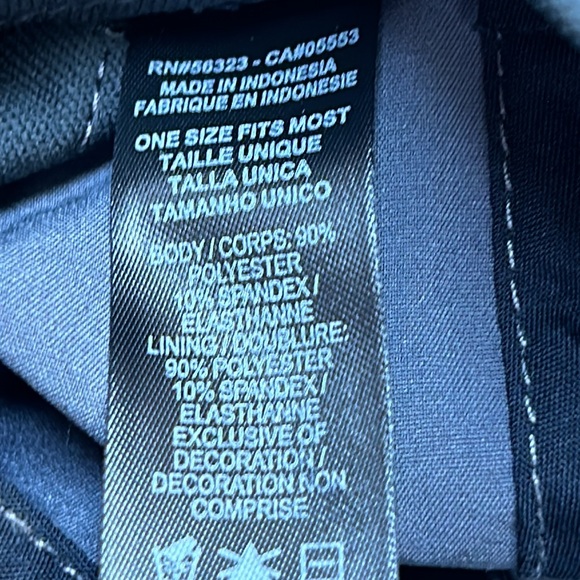 RN#56323 - CA#05553
MADE IN INDONESIA
FABRIQUE EN INDONESIE
ONE SIZE FITS MOST
TAILLE UNIQUE
TALLA UNICA
TAMANHO UNICO
BODY / CORPS: 90%
POLYESTER
10% SPANDEX /
ELASTHANNE
LINING / DOUBLURE:
90% POLYESTER
10% SPANDEX /
ELASTHANNE
EXCLUSIVE OF
DECORATION /
DECORATION NON
COMPRISE